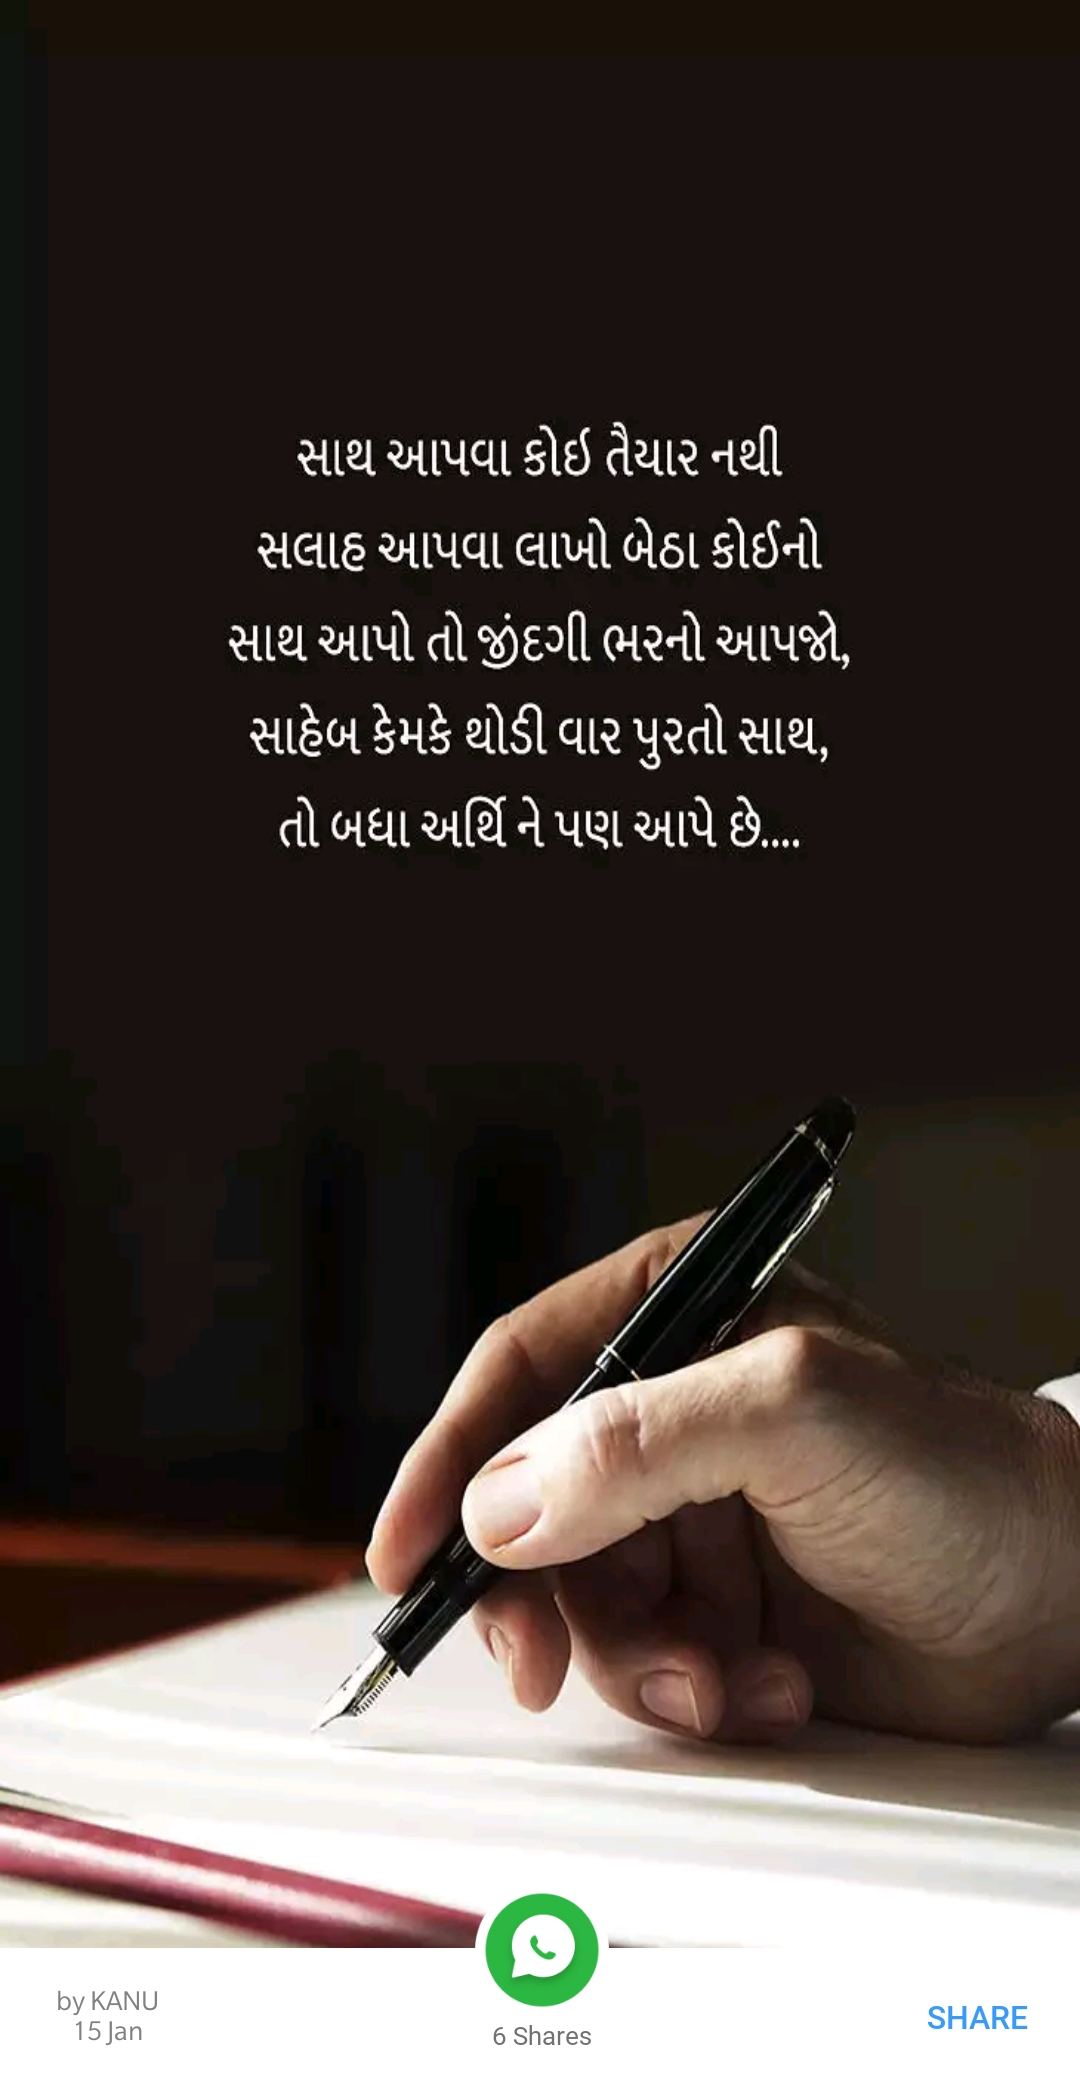 સાથ આપવા કોઇ તૈયાર નથી
સલાહ આપવા લાખો બેઠા કોઈનો
સાથ આપો તો જીંદગી ભરનો આપજો,
સાહેબ કેમકે થોડી વાર પુરતો સાથ,
તો બધા અર્થિ ને પણ આપે છે....
by KANU
15 Jan
6 Shares
SHARE